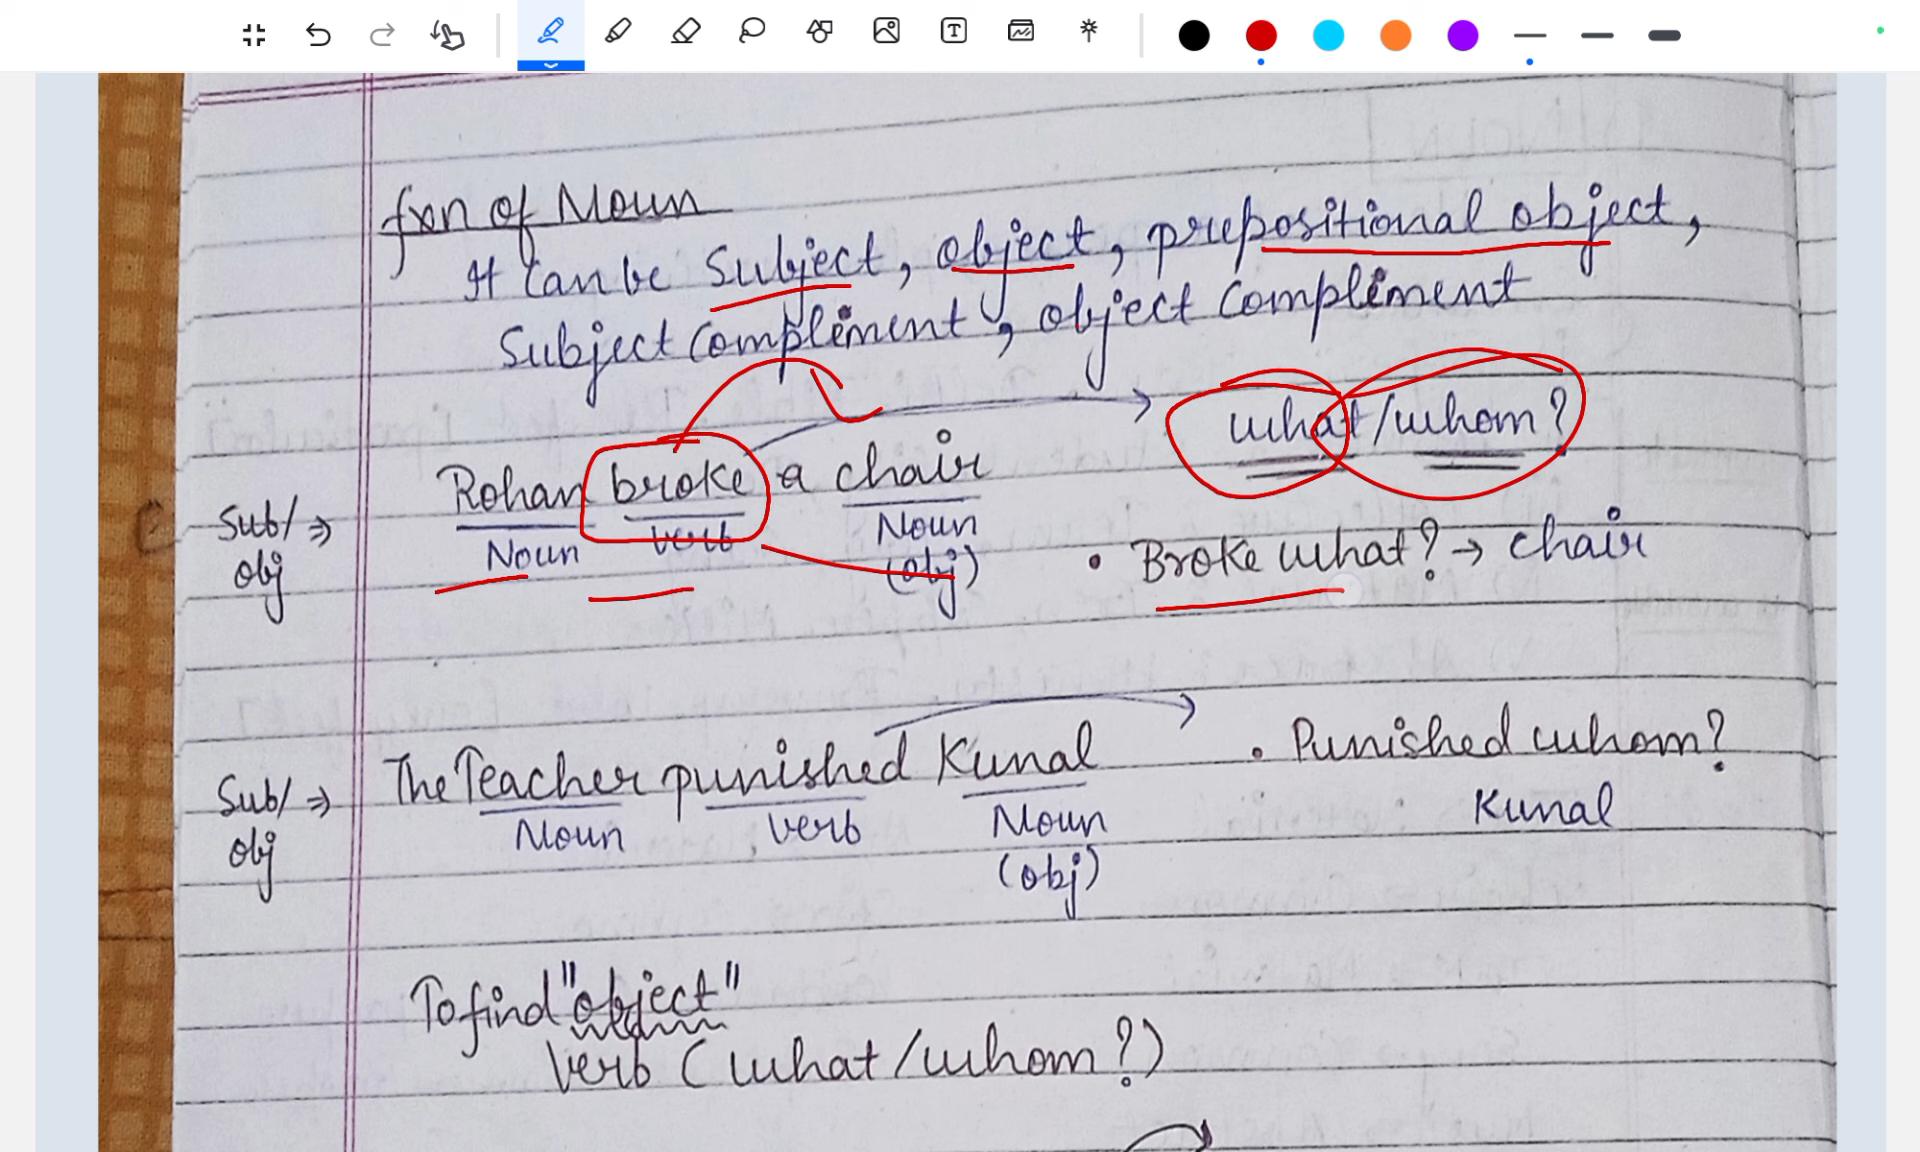 fxn of Noun
It Can be Subject, object, prepositional object,
Subject Complement, object Complement
what/whom?
Sub/obj ⇒ Rohan broke a chair
Noun verb Noun
(obj)
• Broke what? → chair
Sub/obj ⇒ The Teacher punished Kunal
Noun verb Noun
(obj)
• Punished whom?
Kunal
To find "object"
Verb (what/whom?)